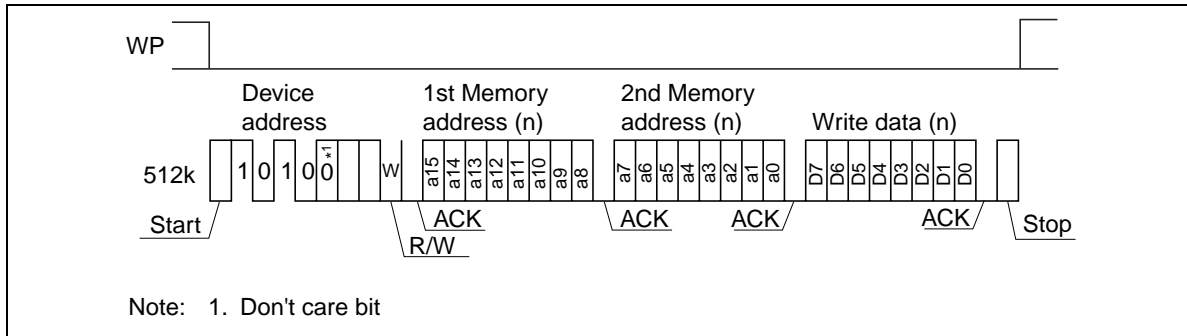 WP
Device address
1st Memory address (n)
2nd Memory address (n)
Write data (n)
512k
1 0 1 0 0*1 W a15 a14 a13 a12 a11 a10 a9 a8 a7 a6 a5 a4 a3 a2 a1 a0 D7 D6 D5 D4 D3 D2 D1 D0
Start
R/W
ACK
ACK
ACK
ACK
Stop
Note: 1. Don't care bit